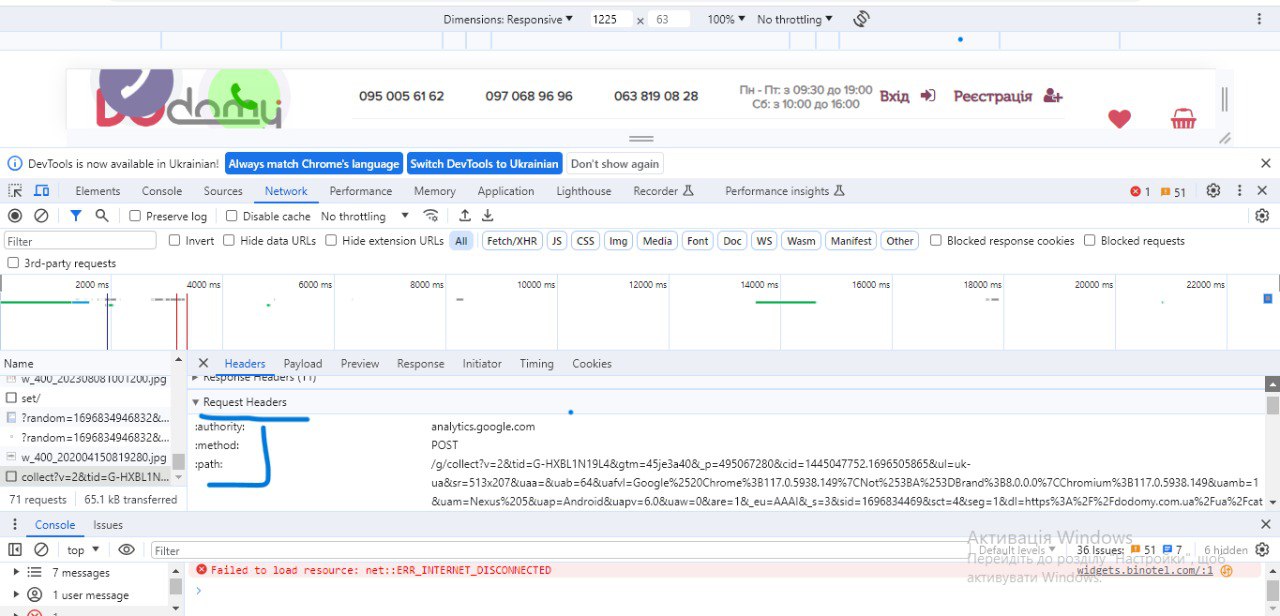 Dimensions: Responsive 1225 x 63 100% No throttling
DOdomy 095 005 61 62 097 068 96 96 063 819 08 28 Пн - Пт: з 09:30 до 19:00 Вхід Реєстрація
Сб: з 10:00 до 16:00
DevTools is now available in Ukrainian! Always match Chrome's language Switch DevTools to Ukrainian Don't show again
Elements Console Sources Network Performance Memory Application Lighthouse Recorder Performance insights 1 51
Preserve log Disable cache No throttling
Filter Invert Hide data URLs Hide extension URLs All Fetch/XHR JS CSS Img Media Font Doc WS Wasm Manifest Other Blocked response cookies Blocked requests
3rd-party requests
2000 ms 4000 ms 6000 ms 8000 ms 10000 ms 12000 ms 14000 ms 16000 ms 18000 ms 20000 ms 22000 ms
Name Headers Payload Preview Response Initiator Timing Cookies
w_400_202308081001200.jpg Response Headers (11)
set/ Request Headers
?random=1696834946832&...
:authority: analytics.google.com
?random=1696834946832&...
:method: POST
w_400_202004150819280.jpg
:path: /g/collect?v=2&tid=G-HXBL1N19L4&gtm=45je3a40&_p=495067280&cid=1445047752.1696505865&ul=uk-
collect?v=2&tid=G-HXBL1N...
ua&sr=513x207&uaa=&uab=64&uafvl=Google%2520Chrome%3B117.0.5938.149%7CNot%253BA%253DBrand%3B8.0.0.0%7CChromium%3B117.0.5938.149&uamb=1
71 requests 65.1 kB transferred
&uam=Nexus%205&uap=Android&uapv=6.0&uaw=0&are=1&_eu=AAAI&_s=3&sid=1696834469&sct=4&seg=1&dl=https%3A%2F%2Fdodomy.com.ua%2Fua%2Fcat
Console Issues
top Filter Default levels 36 Issues: 51 7 6 hidden
Активація Windows
Перейдіть до розділу "Настройки", щоб
активувати Windows.
7 messages Failed to load resource: net::ERR_INTERNET_DISCONNECTED widgets.binotel.com/:1
1 user message